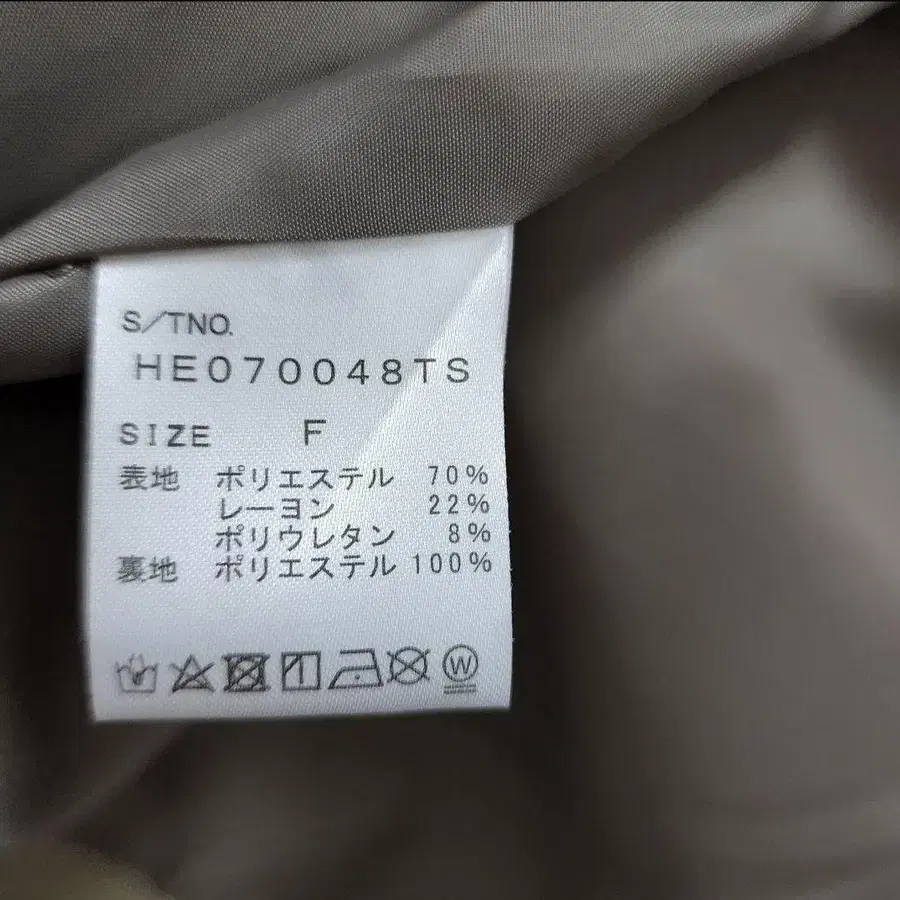 S/TNO.
HE070048TS
SIZE F
表地 ポリエステル 70%
レーヨン 22%
ポリウレタン 8%
裏地 ポリエステル 100%
W